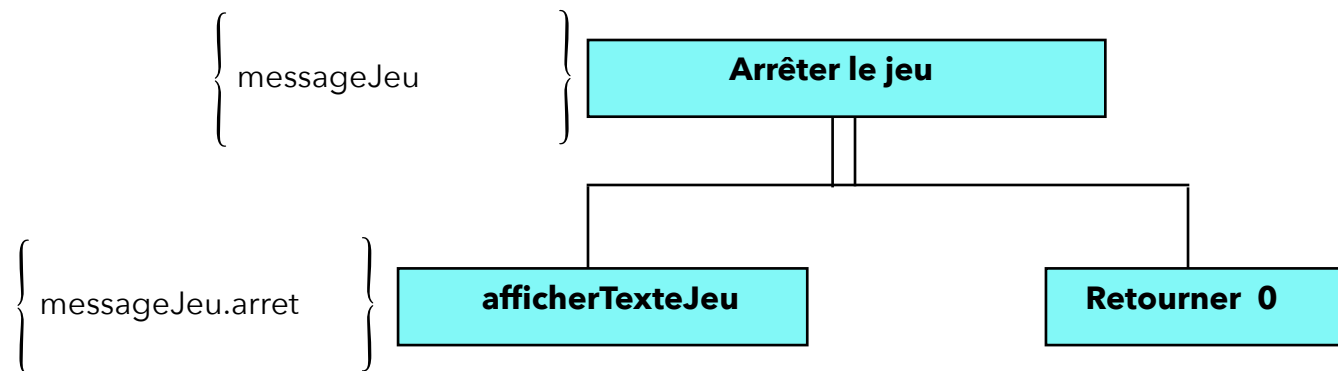 messageJeu
Arrêter le jeu
messageJeu.arret
afficherTexteJeu
Retourner 0